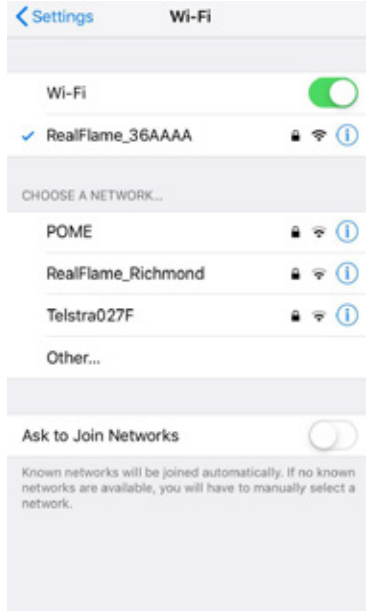 Settings Wi-Fi
Wi-Fi
RealFlame_36AAAA
CHOOSE A NETWORK...
POME
RealFlame_Richmond
Telstra027F
Other...
Ask to Join Networks
Known networks will be joined automatically. If no known
networks are available, you will have to manually select a
network.